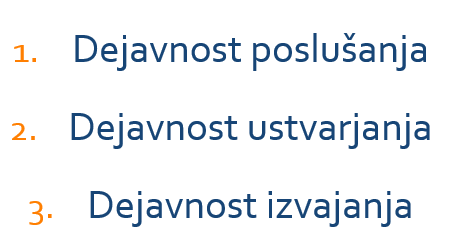 1. Dejavnost poslušanja
2. Dejavnost ustvarjanja
3. Dejavnost izvajanja